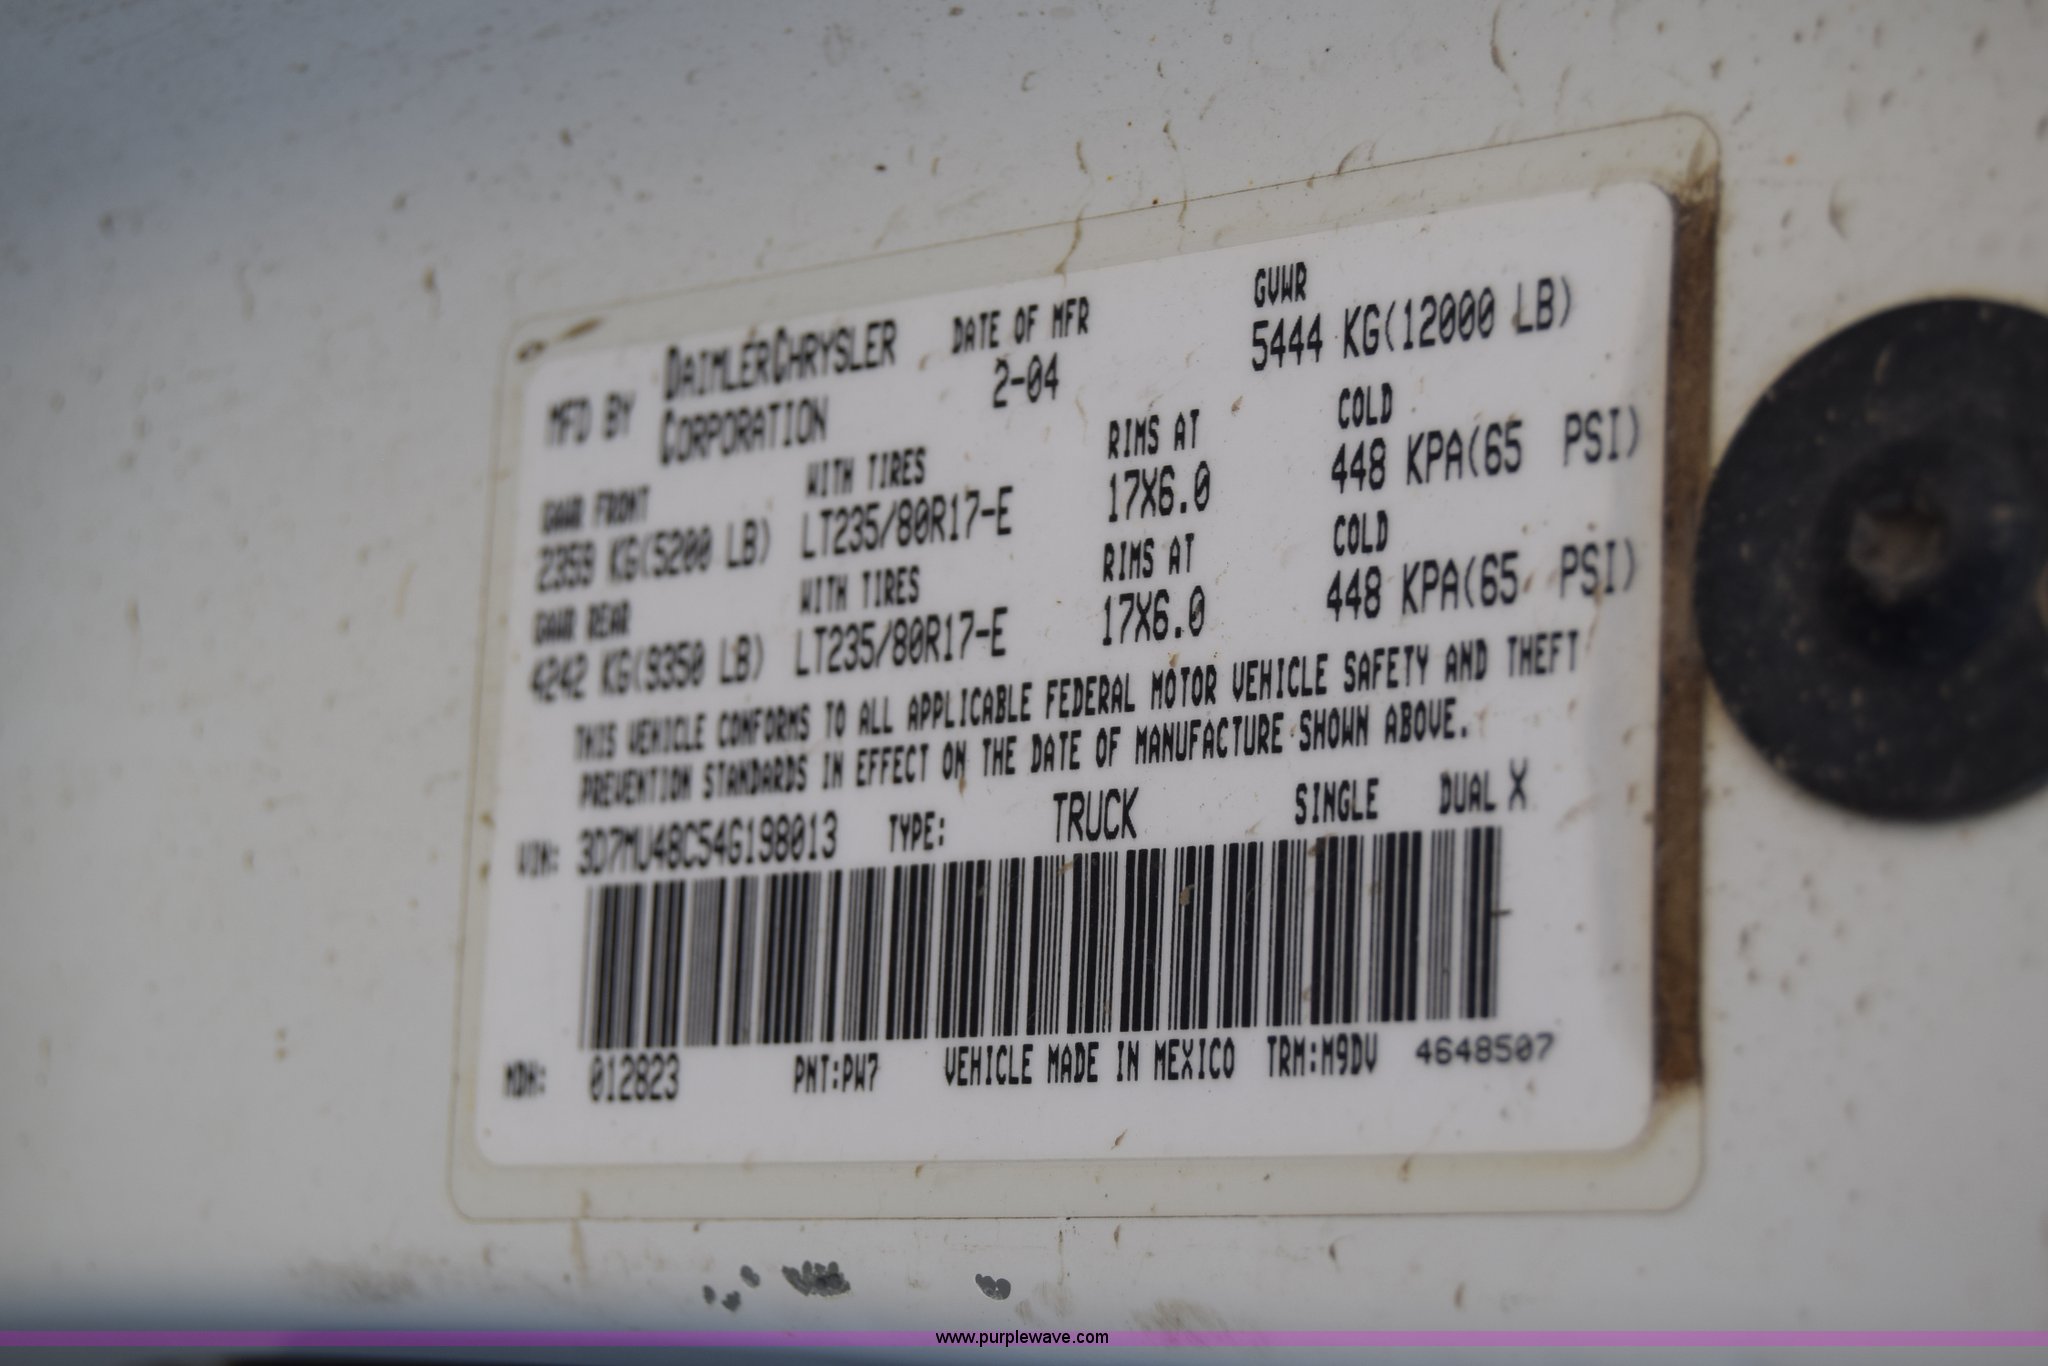 MFD BY DAIMLERCHRYSLER CORPORATION DATE OF MFR 2-04 GVWR 5444 KG(12000 LB)
GAWR FRONT WITH TIRES RIMS AT COLD
2359 KG(5200 LB) LT235/80R17-E 17X6.0 448 KPA(65 PSI)
GAWR REAR WITH TIRES RIMS AT COLD
4242 KG(9350 LB) LT235/80R17-E 17X6.0 448 KPA(65 PSI)
THIS VEHICLE CONFORMS TO ALL APPLICABLE FEDERAL MOTOR VEHICLE SAFETY AND THEFT
PREVENTION STANDARDS IN EFFECT ON THE DATE OF MANUFACTURE SHOWN ABOVE.
VIN: 3D7MU48C54G198013 TYPE: TRUCK SINGLE DUAL X
MDH: 012823 PNT:PW7 VEHICLE MADE IN MEXICO TRM:M9DV 4648507
www.purplewave.com